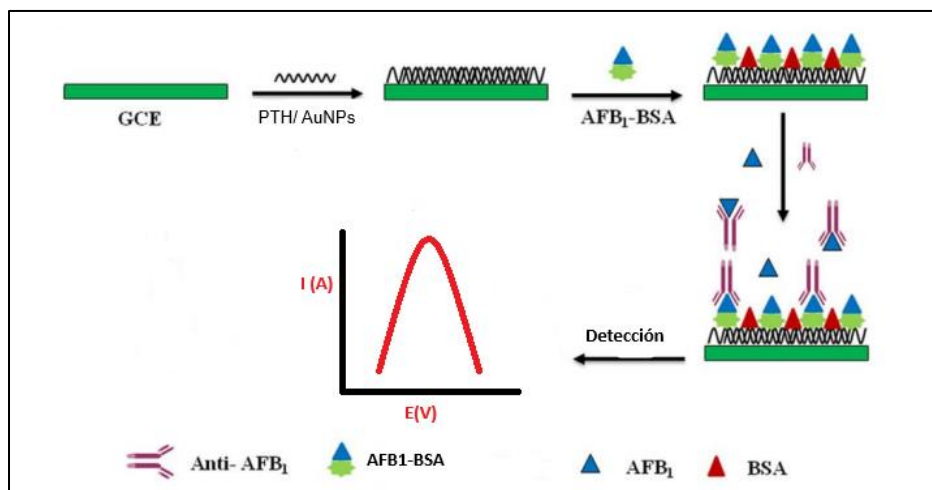 GCE
PTH/ AuNPs
AFB₁-BSA
I (A)
E(V)
Detección
Anti- AFB₁
AFB1-BSA
AFB₁
BSA